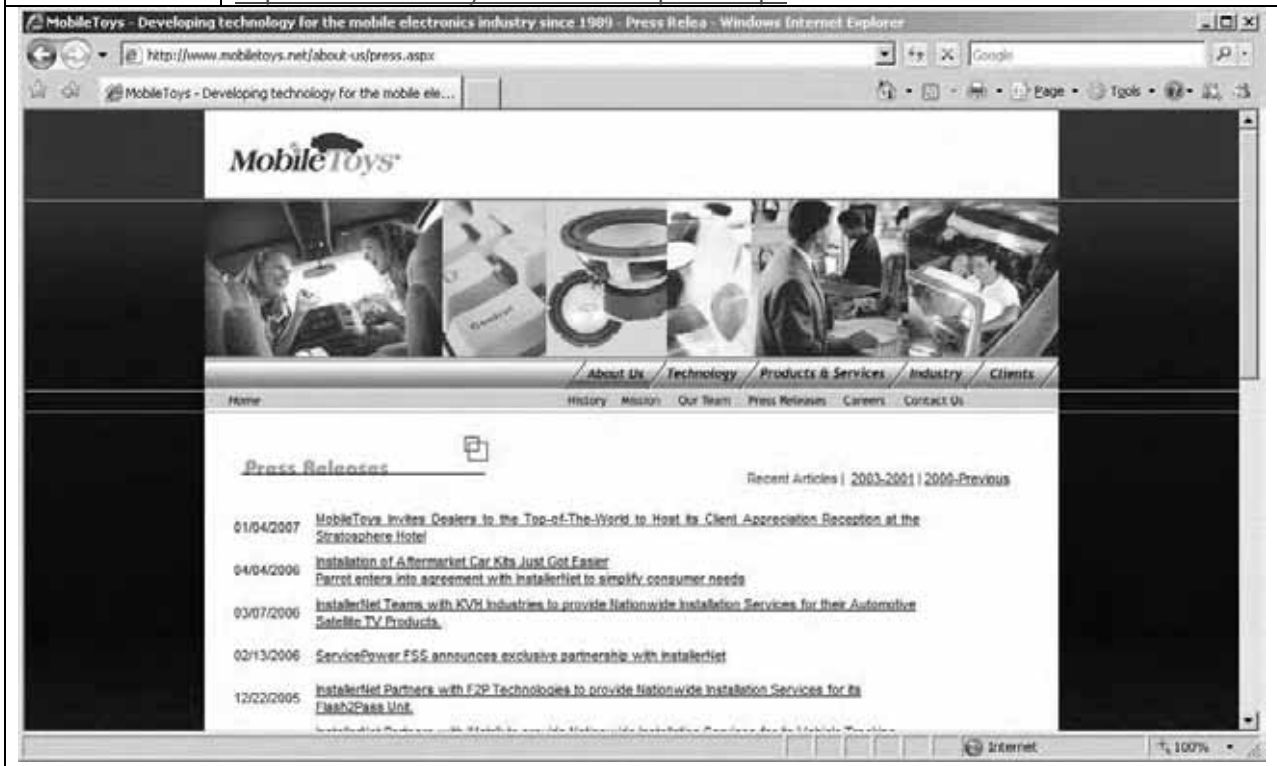 MobileToys - Developing technology for the mobile electronics industry since 1989 - Press Relea - Windows Internet Explorer
http://www.mobiletoys.net/about-us/press.aspx
Google
MobileToys - Developing technology for the mobile ele...
Page Tools
MobileToys
About Us Technology Products & Services Industry Clients
Home History Mission Our Team Press Releases Careers Contact Us
Press Releases
Recent Articles | 2003-2001 | 2000-Previous
01/04/2007 MobileToys Invites Dealers to the Top-of-The-World to Host its Client Appreciation Reception at the
Stratosphere Hotel
04/04/2006 Installation of Aftermarket Car Kits Just Got Easier
Parrot enters into agreement with InstallerNet to simplify consumer needs
03/07/2006 InstallerNet Teams with KVH Industries to provide Nationwide Installation Services for their Automotive
Satellite TV Products.
02/13/2006 ServicePower FSS announces exclusive partnership with InstallerNet
12/22/2005 InstallerNet Partners with F2P Technologies to provide Nationwide Installation Services for its
Flash2Pass Unit.
Internet 100%